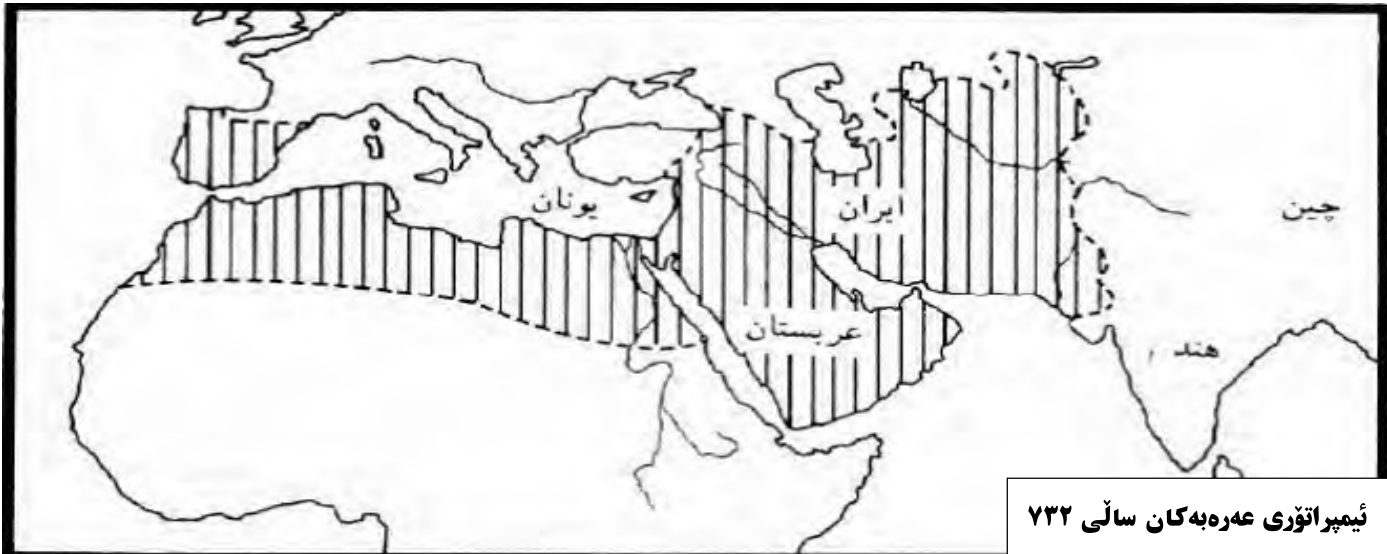 یونان
ایران
چین
عربستان
هند
ئیمپراتۆری عەرەبەکان ساڵی ٧٣٢